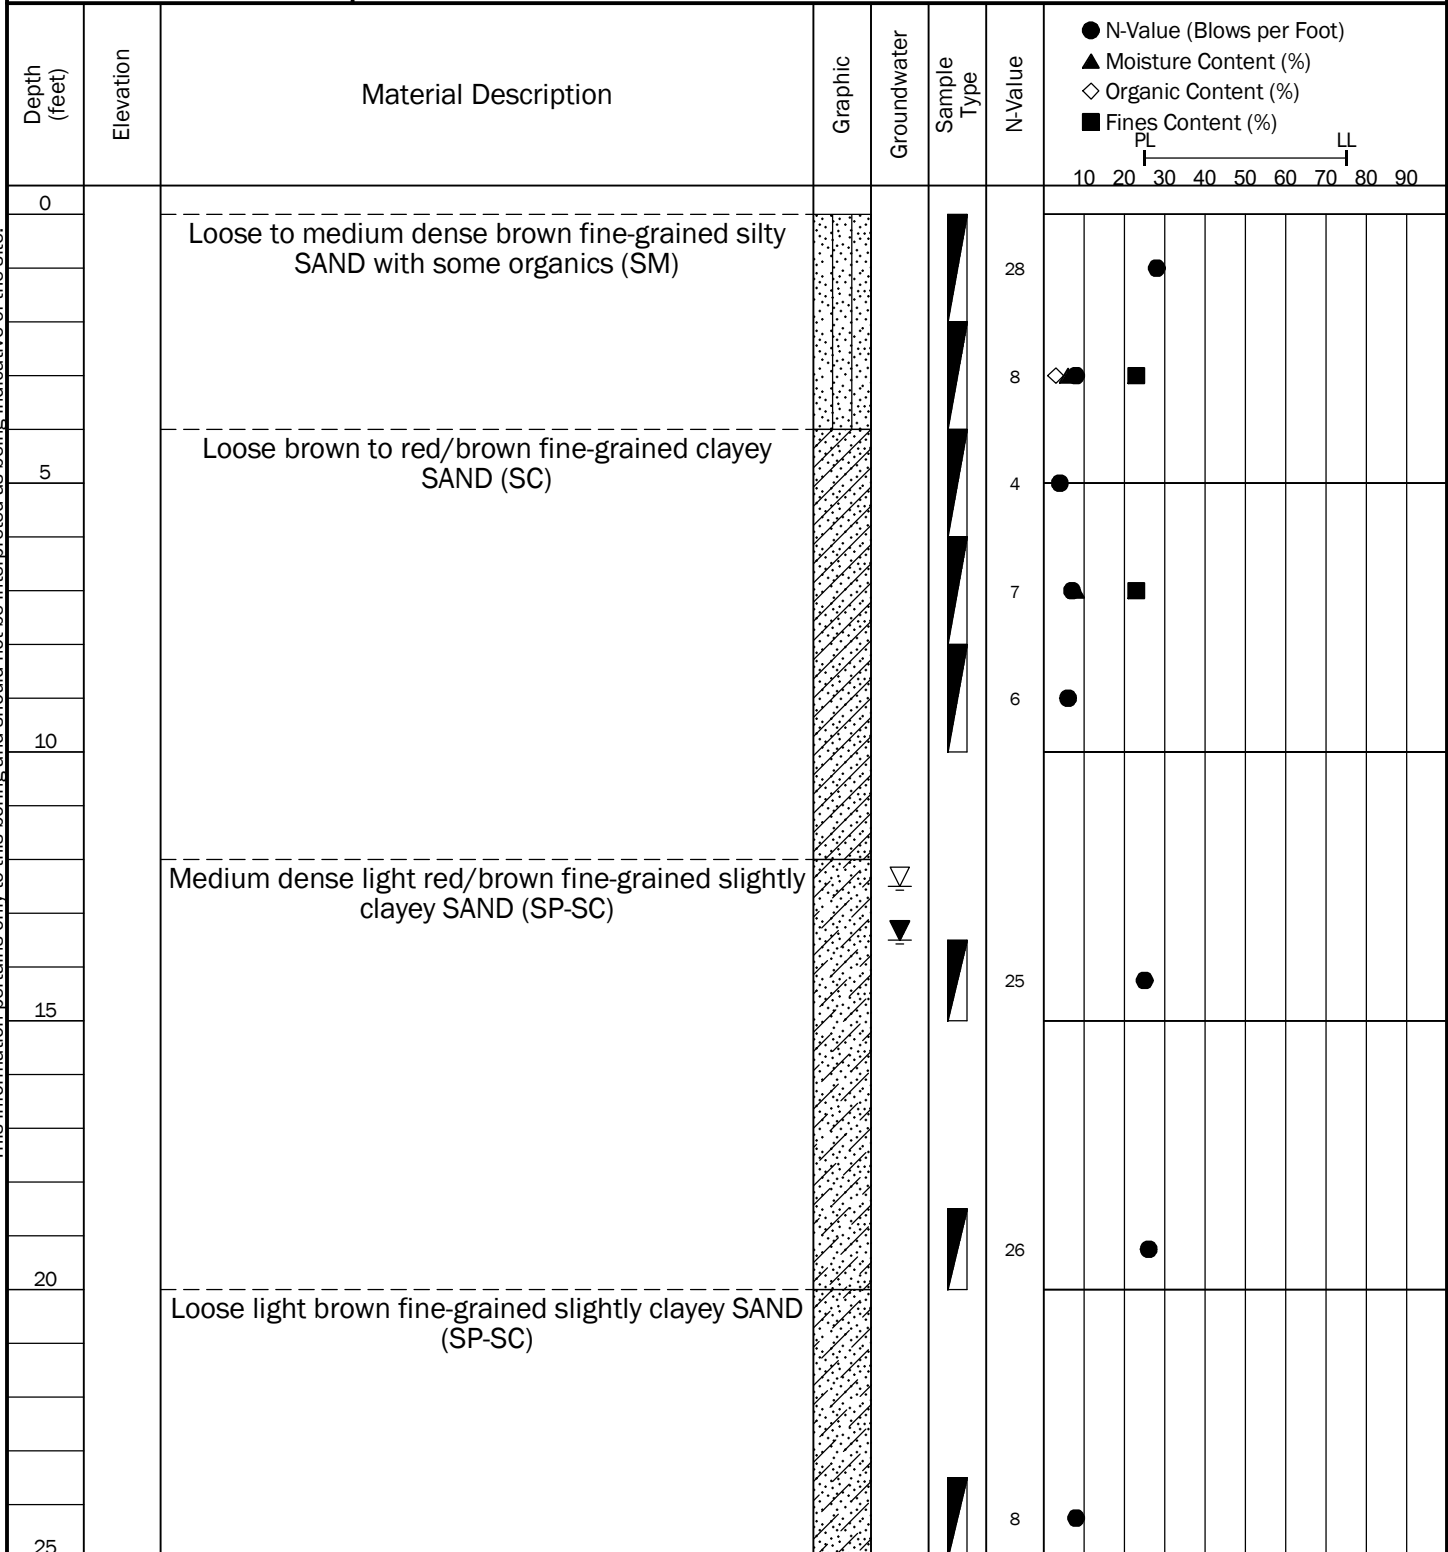 Depth
(feet)
Elevation
Material Description
Graphic
Groundwater
Sample
Type
N-Value
N-Value (Blows per Foot)
Moisture Content (%)
Organic Content (%)
Fines Content (%)
PL LL
10 20 30 40 50 60 70 80 90
0
Loose to medium dense brown fine-grained silty
SAND with some organics (SM)
28
8
Loose brown to red/brown fine-grained clayey
SAND (SC)
5
4
7
6
10
Medium dense light red/brown fine-grained slightly
clayey SAND (SP-SC)
25
15
26
20
Loose light brown fine-grained slightly clayey SAND
(SP-SC)
8
25